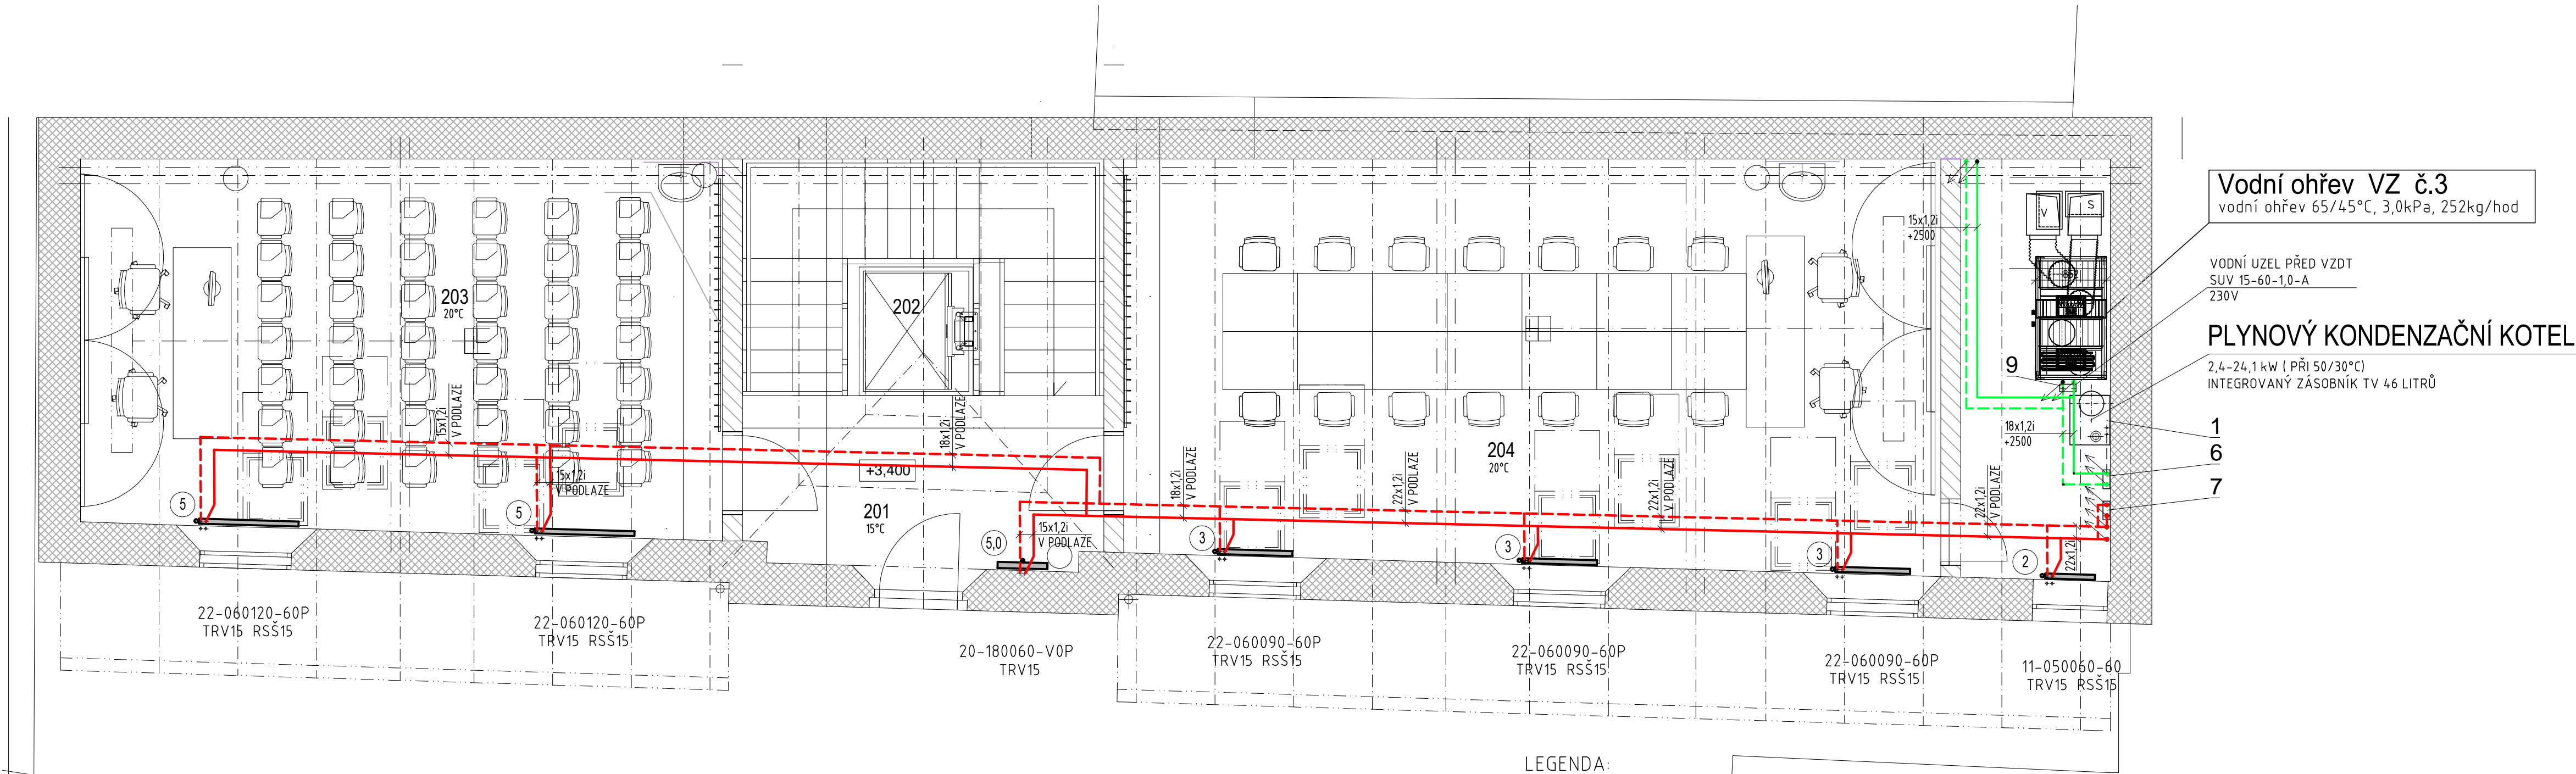 Vodní ohřev VZ č.3
vodní ohřev 65/45°C, 3,0kPa, 252kg/hod
VODNÍ UZEL PŘED VZDT
SUV 15-60-1,0-A
230V
PLYNOVÝ KONDENZAČNÍ KOTEL
2,4-24,1 kW ( PŘI 50/30°C)
INTEGROVANÝ ZÁSOBNÍK TV 46 LITRŮ
9
1
6
7
V
S
15x1,2i
+2500
18x1,2i
+2500
203
20°C
202
204
20°C
201
15°C
+3,400
15x1,2i
V PODLAZE
15x1,2i
V PODLAZE
18x1,2i
V PODLAZE
15x1,2i
V PODLAZE
18x1,2i
V PODLAZE
22x1,2i
V PODLAZE
22x1,2i
V PODLAZE
22x1,2i
V PODLAZE
22x1,2i
5
5
5,0
3
3
3
2
22-060120-60P
TRV15 RSŠ15
22-060120-60P
TRV15 RSŠ15
20-180060-V0P
TRV15
22-060090-60P
TRV15 RSŠ15
22-060090-60P
TRV15 RSŠ15
22-060090-60P
TRV15 RSŠ15
11-050060-60
TRV15 RSŠ15
LEGENDA: